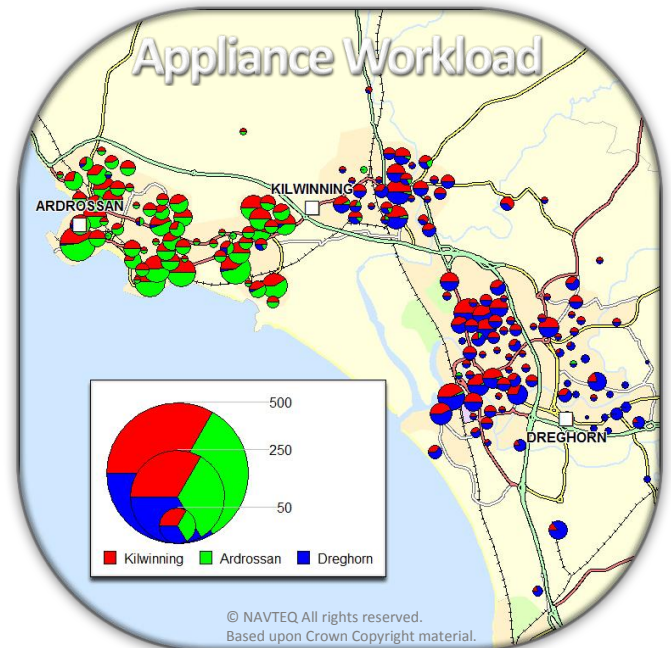 Appliance Workload
KILWINNING
ARDROSSAN
500
250
50
DREGHORN
Kilwinning Ardrossan Dreghorn
© NAVTEQ All rights reserved.
Based upon Crown Copyright material.